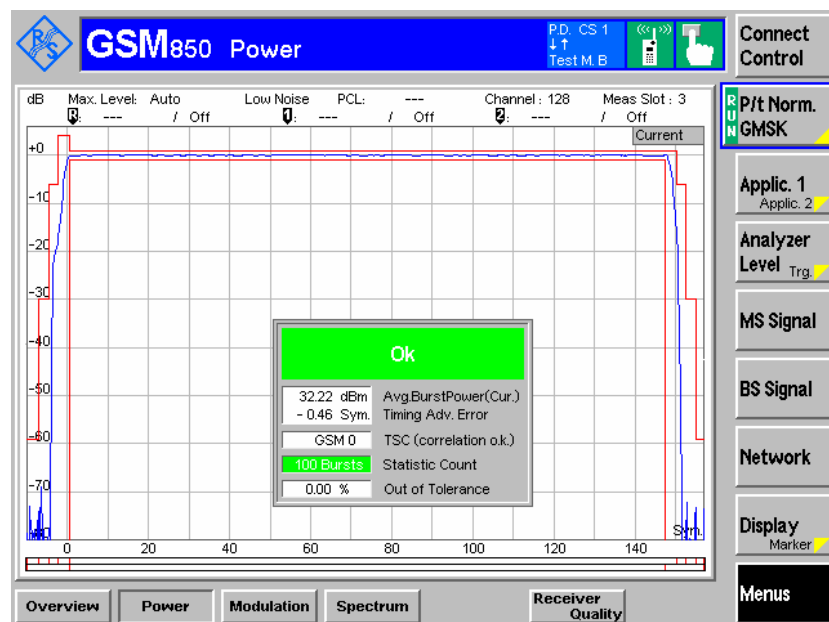 R S
GSM850 Power
P.D. CS 1
Test M. B
Connect Control
dB Max. Level: Auto Low Noise PCL: --- Channel : 128 Meas Slot : 3
R: --- / Off 1: --- / Off 2: --- / Off
Current
RUN
P/t Norm. GMSK
Applic. 1
Applic. 2
Analyzer Level Trg.
MS Signal
BS Signal
Network
Display
Marker
Menus
+0
-10
-20
-30
-40
-50
-60
-70
Sym.
0 20 40 60 80 100 120 140
Ok
32.22 dBm Avg.BurstPower(Cur.)
- 0.46 Sym. Timing Adv. Error
GSM 0 TSC (correlation o.k.)
100 Bursts Statistic Count
0.00 % Out of Tolerance
Overview Power Modulation Spectrum Receiver Quality